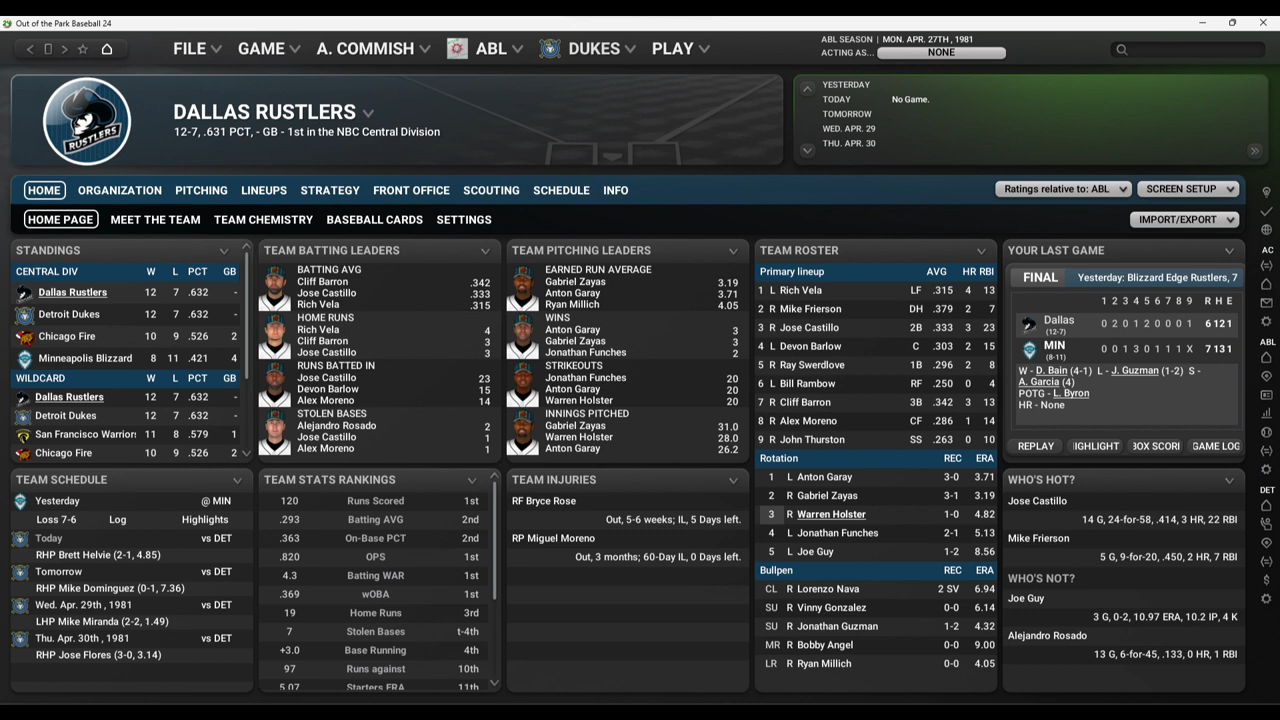 Out of the Park Baseball 24
FILE GAME A. COMMISH ABL DUKES PLAY
ABL SEASON | MON. APR. 27TH , 1981
ACTING AS... NONE
RUSTLERS
DALLAS RUSTLERS
12-7, .631 PCT, - GB - 1st in the NBC Central Division
YESTERDAY
TODAY No Game.
TOMORROW
WED. APR. 29
THU. APR. 30
HOME ORGANIZATION PITCHING LINEUPS STRATEGY FRONT OFFICE SCOUTING SCHEDULE INFO
Ratings relative to: ABL SCREEN SETUP
HOME PAGE MEET THE TEAM TEAM CHEMISTRY BASEBALL CARDS SETTINGS
IMPORT/EXPORT
STANDINGS
CENTRAL DIV W L PCT GB
Dallas Rustlers 12 7 .632 -
Detroit Dukes 12 7 .632 -
Chicago Fire 10 9 .526 2
Minneapolis Blizzard 8 11 .421 4
WILDCARD W L PCT GB
Dallas Rustlers 12 7 .632 -
Detroit Dukes 12 7 .632 -
San Francisco Warriors 11 8 .579 1
Chicago Fire 10 9 .526 2
TEAM BATTING LEADERS
BATTING AVG
Cliff Barron .342
Jose Castillo .333
Rich Vela .315
HOME RUNS
Rich Vela 4
Cliff Barron 3
Jose Castillo 3
RUNS BATTED IN
Jose Castillo 23
Devon Barlow 15
Alex Moreno 14
STOLEN BASES
Alejandro Rosado 2
Jose Castillo 1
Alex Moreno 1
TEAM PITCHING LEADERS
EARNED RUN AVERAGE
Gabriel Zayas 3.19
Anton Garay 3.71
Ryan Millich 4.05
WINS
Anton Garay 3
Gabriel Zayas 3
Jonathan Funches 2
STRIKEOUTS
Jonathan Funches 20
Anton Garay 20
Warren Holster 20
INNINGS PITCHED
Gabriel Zayas 31.0
Warren Holster 28.0
Anton Garay 26.2
TEAM ROSTER
Primary lineup AVG HR RBI
1 L Rich Vela LF .315 4 13
2 R Mike Frierson DH .379 2 7
3 R Jose Castillo 2B .333 3 23
4 L Devon Barlow C .303 2 15
5 R Ray Swerdlove 1B .296 2 8
6 L Bill Rambow RF .250 0 4
7 R Cliff Barron 3B .342 3 13
8 R Alex Moreno CF .286 1 14
9 R John Thurston SS .263 0 10
Rotation REC ERA
1 L Anton Garay 3-0 3.71
2 R Gabriel Zayas 3-1 3.19
3 R Warren Holster 1-0 4.82
4 L Jonathan Funches 2-1 5.13
5 L Joe Guy 1-2 8.56
Bullpen REC ERA
CL R Lorenzo Nava 2 SV 6.94
SU R Vinny Gonzalez 0-0 6.14
SU R Jonathan Guzman 1-2 4.32
MR R Bobby Angel 0-0 9.00
LR R Ryan Millich 0-0 4.05
YOUR LAST GAME
FINAL Yesterday: Blizzard Edge Rustlers, 7
1 2 3 4 5 6 7 8 9 R H E
Dallas 0 2 0 1 2 0 0 0 1 6 12 1
(12-7)
MIN 0 0 1 3 0 1 1 1 X 7 13 1
(8-11)
W - D. Bain (4-1) L - J. Guzman (1-2) S -
A. Garcia (4)
POTG - L. Byron
HR - None
REPLAY IGHLIGHT BOX SCORI GAME LOG
TEAM SCHEDULE
Yesterday @ MIN
Loss 7-6 Log Highlights
Today vs DET
RHP Brett Helvie (2-1, 4.85)
Tomorrow vs DET
RHP Mike Dominguez (0-1, 7.36)
Wed. Apr. 29th , 1981 vs DET
LHP Mike Miranda (2-2, 1.49)
Thu. Apr. 30th , 1981 vs DET
RHP Jose Flores (3-0, 3.14)
TEAM STATS RANKINGS
120 Runs Scored 1st
.293 Batting AVG 2nd
.363 On-Base PCT 2nd
.820 OPS 1st
4.3 Batting WAR 1st
.369 wOBA 1st
19 Home Runs 3rd
7 Stolen Bases t-4th
+3.0 Base Running 4th
97 Runs against 10th
5.07 Starters ERA 11th
TEAM INJURIES
RF Bryce Rose
Out, 5-6 weeks; IL, 5 Days left.
RP Miguel Moreno
Out, 3 months; 60-Day IL, 0 Days left.
WHO'S HOT?
Jose Castillo
14 G, 24-for-58, .414, 3 HR, 22 RBI
Mike Frierson
5 G, 9-for-20, .450, 2 HR, 7 RBI
WHO'S NOT?
Joe Guy
3 G, 0-2, 10.97 ERA, 10.2 IP, 4 K
Alejandro Rosado
13 G, 6-for-45, .133, 0 HR, 1 RBI
AC
ABL
DET